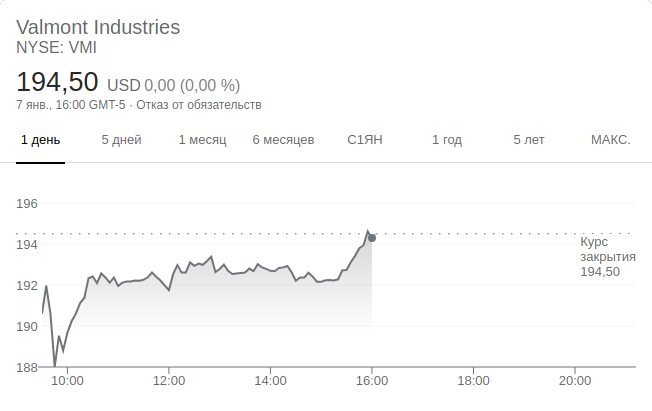 Valmont Industries
NYSE: VMI
194,50 USD 0,00 (0,00 %)
7 янв., 16:00 GMT-5 · Отказ от обязательств
1 день 5 дней 1 месяц 6 месяцев С1ЯН 1 год 5 лет МАКС.
196
194
Курс
закрытия
194,50
192
190
188
10:00 12:00 14:00 16:00 18:00 20:00